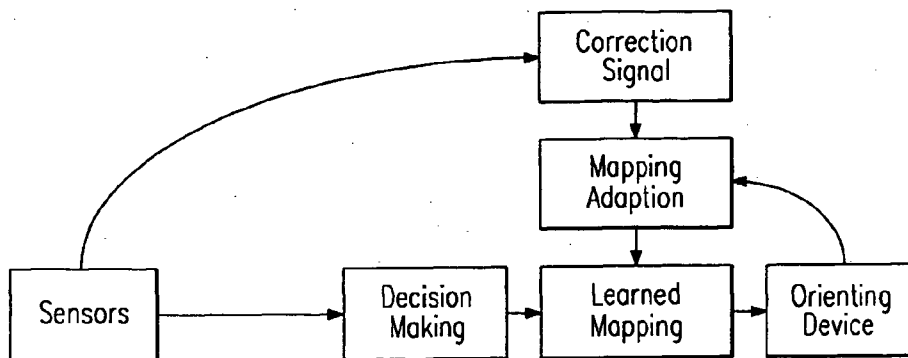 Correction
Signal
Mapping
Adaption
Sensors
Decision
Making
Learned
Mapping
Orienting
Device